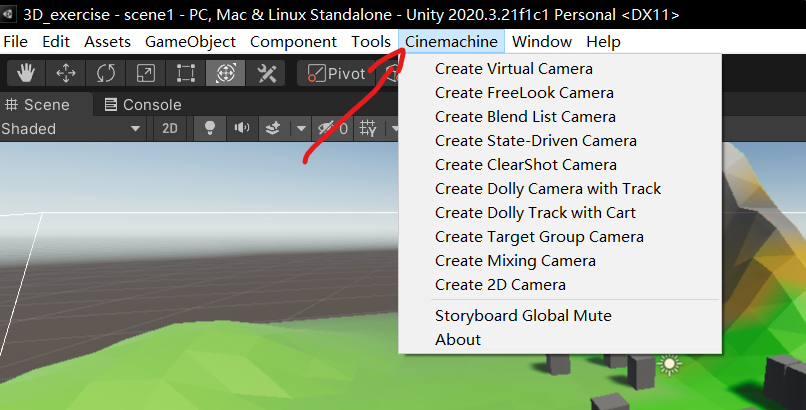 3D_exercise - scene1 - PC, Mac & Linux Standalone - Unity 2020.3.21f1c1 Personal <DX11>
File Edit Assets GameObject Component Tools Cinemachine Window Help
Pivot
Scene Console
Shaded 2D 0
Create Virtual Camera
Create FreeLook Camera
Create Blend List Camera
Create State-Driven Camera
Create ClearShot Camera
Create Dolly Camera with Track
Create Dolly Track with Cart
Create Target Group Camera
Create Mixing Camera
Create 2D Camera
Storyboard Global Mute
About